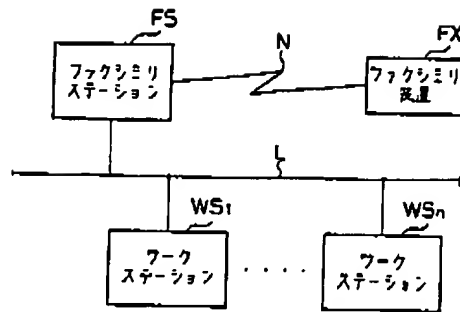 FS
N
FX
ファクシミリ
ステーション
ファクシミリ
装置
L
WS1
WSn
ワーク
ステーション
....
ワーク
ステーション